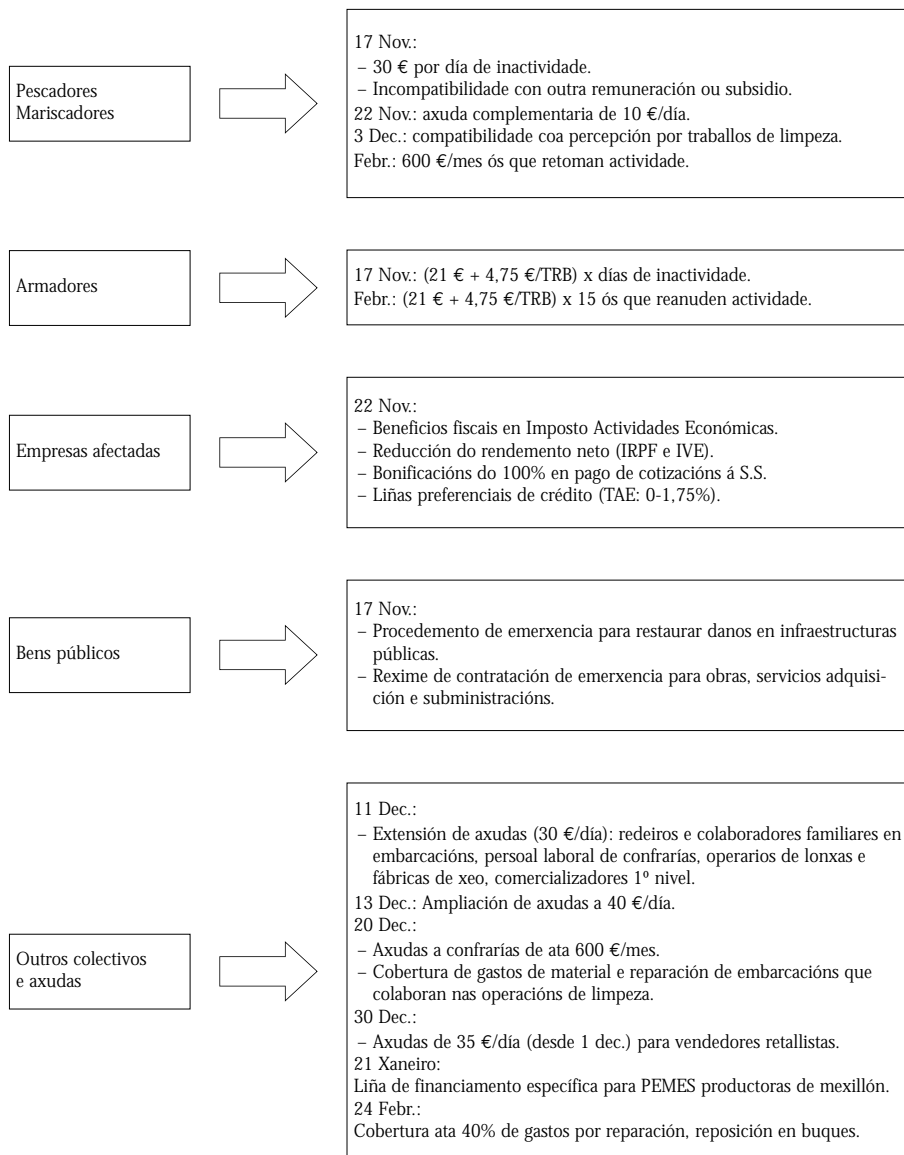 Pescadores
Mariscadores
17 Nov.:
– 30 € por día de inactividade.
– Incompatibilidade con outra remuneración ou subsidio.
22 Nov.: axuda complementaria de 10 €/día.
3 Dec.: compatibilidade coa percepción por traballos de limpeza.
Febr.: 600 €/mes ós que retoman actividade.
Armadores
17 Nov.: (21 € + 4,75 €/TRB) x días de inactividade.
Febr.: (21 € + 4,75 €/TRB) x 15 ós que reanuden actividade.
Empresas afectadas
22 Nov.:
– Beneficios fiscais en Imposto Actividades Económicas.
– Reducción do rendemento neto (IRPF e IVE).
– Bonificacións do 100% en pago de cotizacións á S.S.
– Liñas preferenciais de crédito (TAE: 0-1,75%).
Bens públicos
17 Nov.:
– Procedemento de emerxencia para restaurar danos en infraestructuras
públicas.
– Rexime de contratación de emerxencia para obras, servicios adquisi-
ción e subministracións.
Outros colectivos
e axudas
11 Dec.:
– Extensión de axudas (30 €/día): redeiros e colaboradores familiares en
embarcacións, persoal laboral de confrarías, operarios de lonxas e
fábricas de xeo, comercializadores 1º nivel.
13 Dec.: Ampliación de axudas a 40 €/día.
20 Dec.:
– Axudas a confrarías de ata 600 €/mes.
– Cobertura de gastos de material e reparación de embarcacións que
colaboran nas operacións de limpeza.
30 Dec.:
– Axudas de 35 €/día (desde 1 dec.) para vendedores retallistas.
21 Xaneiro:
Liña de financiamento específica para PEMES productoras de mexillón.
24 Febr.:
Cobertura ata 40% de gastos por reparación, reposición en buques.